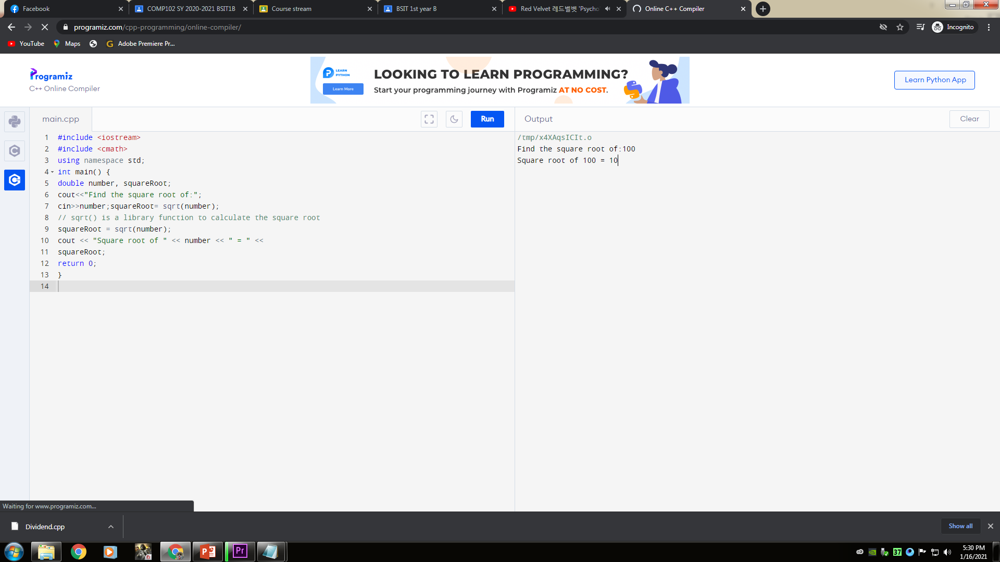 Facebook
COMP102 SY 2020-2021 BSIT1B
Course stream
BSIT 1st year B
Red Velvet 레드벨벳 'Psycho'
Online C++ Compiler
programiz.com/cpp-programming/online-compiler/
Incognito
YouTube
Maps
Adobe Premiere Pr...
Programiz
C++ Online Compiler
LEARN
PYTHON
Learn More
LOOKING TO LEARN PROGRAMMING?
Start your programming journey with Programiz AT NO COST.
Learn Python App
main.cpp
Run
Output
Clear
1 #include <iostream>
2 #include <cmath>
3 using namespace std;
4 int main() {
5 double number, squareRoot;
6 cout<<"Find the square root of:";
7 cin>>number;squareRoot= sqrt(number);
8 // sqrt() is a library function to calculate the square root
9 squareRoot = sqrt(number);
10 cout << "Square root of " << number << " = " <<
11 squareRoot;
12 return 0;
13 }
14
/tmp/x4XAqsICIt.o
Find the square root of:100
Square root of 100 = 10
Waiting for www.programiz.com...
Dividend.cpp
Show all
Pr
37
5:30 PM
1/16/2021